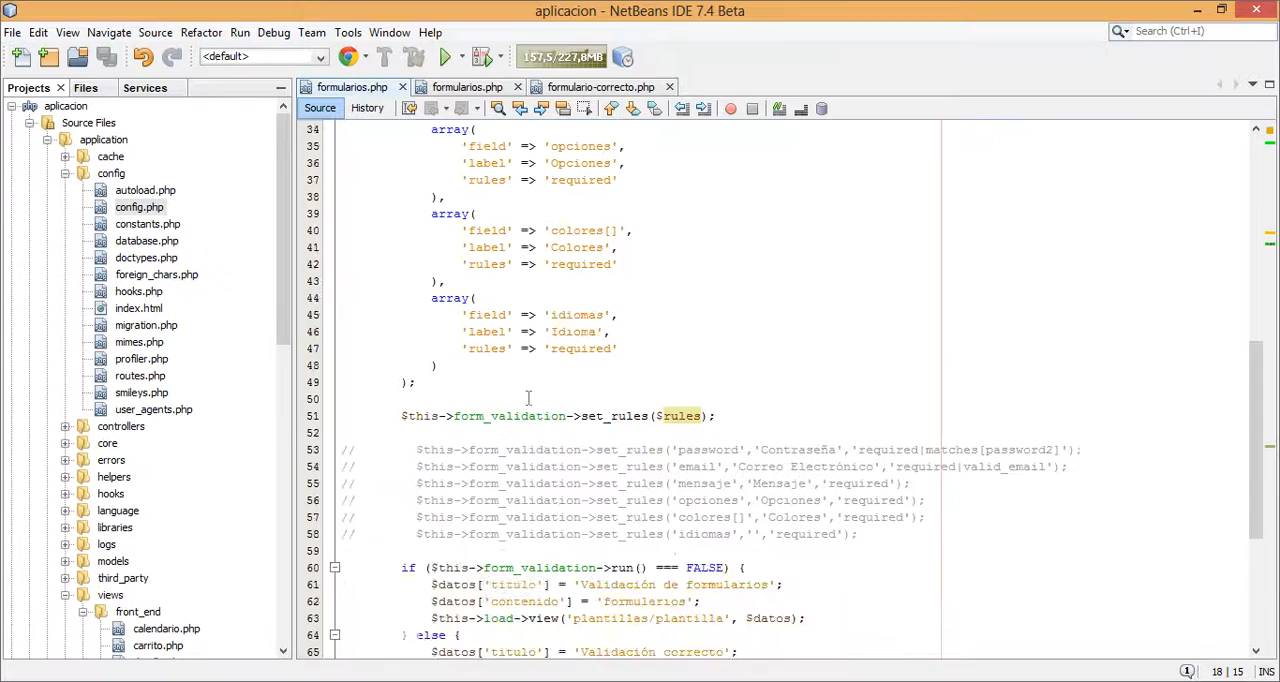 aplicacion - NetBeans IDE 7.4 Beta
File Edit View Navigate Source Refactor Run Debug Team Tools Window Help
Search (Ctrl+I)
<default>
157,5/227,8MB
Projects Files Services
formularios.php formularios.php formulario-correcto.php
Source History
aplicacion
Source Files
application
cache
config
autoload.php
config.php
constants.php
database.php
doctypes.php
foreign_chars.php
hooks.php
index.html
migration.php
mimes.php
profiler.php
routes.php
smileys.php
user_agents.php
controllers
core
errors
helpers
hooks
language
libraries
logs
models
third_party
views
front_end
calendario.php
carrito.php
34 array(
35 'field' => 'opciones',
36 'label' => 'Opciones',
37 'rules' => 'required'
38 ),
39 array(
40 'field' => 'colores[]',
41 'label' => 'Colores',
42 'rules' => 'required'
43 ),
44 array(
45 'field' => 'idiomas',
46 'label' => 'Idioma',
47 'rules' => 'required'
48 )
49 );
50
51 $this->form_validation->set_rules($rules);
52
53 // $this->form_validation->set_rules('password','Contraseña','required|matches[password2]');
54 // $this->form_validation->set_rules('email','Correo Electrónico','required|valid_email');
55 // $this->form_validation->set_rules('mensaje','Mensaje','required');
56 // $this->form_validation->set_rules('opciones','Opciones','required');
57 // $this->form_validation->set_rules('colores[]','Colores','required');
58 // $this->form_validation->set_rules('idiomas','','required');
59
60 if ($this->form_validation->run() === FALSE) {
61 $datos['titulo'] = 'Validación de formularios';
62 $datos['contenido'] = 'formulerios';
63 $this->load->view('plantillas/plantilla', $datos);
64 } else {
65 $datos['titulo'] = 'Validación correcto';
1
18 | 15 INS